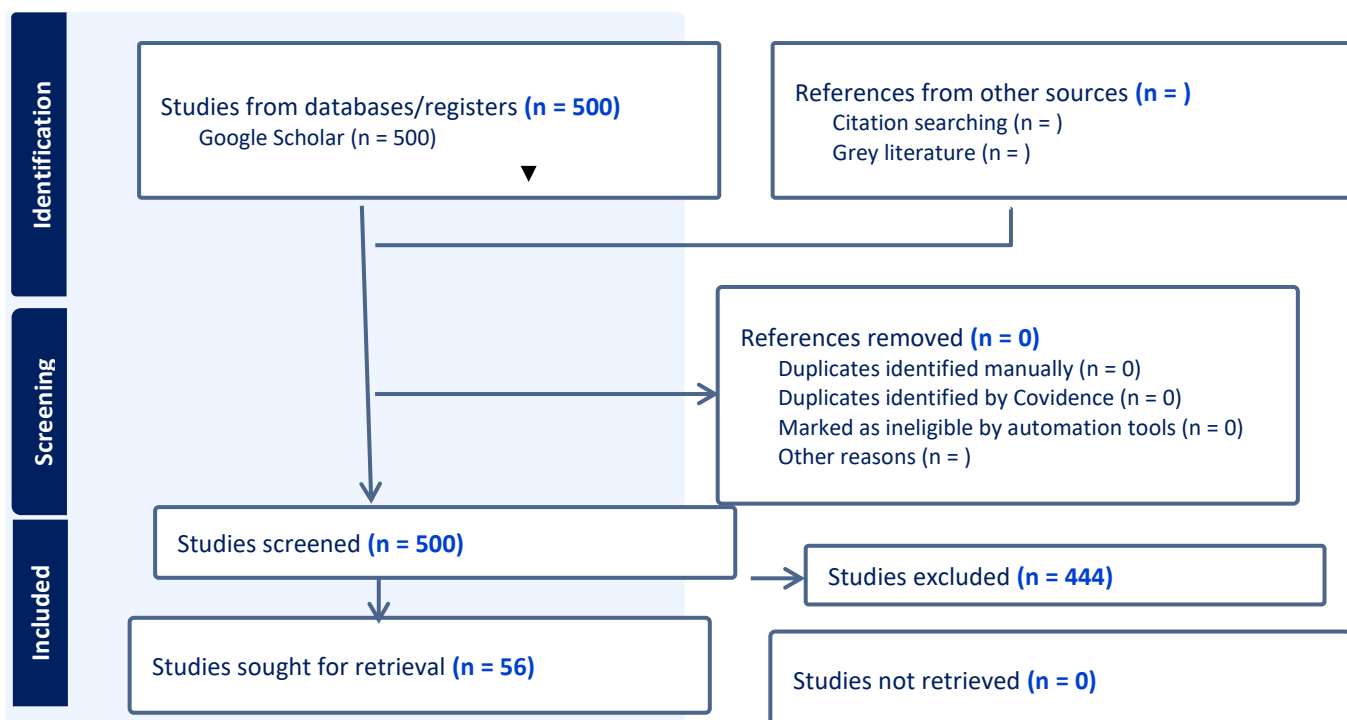 Identification
Studies from databases/registers (n = 500)
Google Scholar (n = 500)
References from other sources (n = )
Citation searching (n = )
Grey literature (n = )
Screening
References removed (n = 0)
Duplicates identified manually (n = 0)
Duplicates identified by Covidence (n = 0)
Marked as ineligible by automation tools (n = 0)
Other reasons (n = )
Included
Studies screened (n = 500)
Studies excluded (n = 444)
Studies sought for retrieval (n = 56)
Studies not retrieved (n = 0)